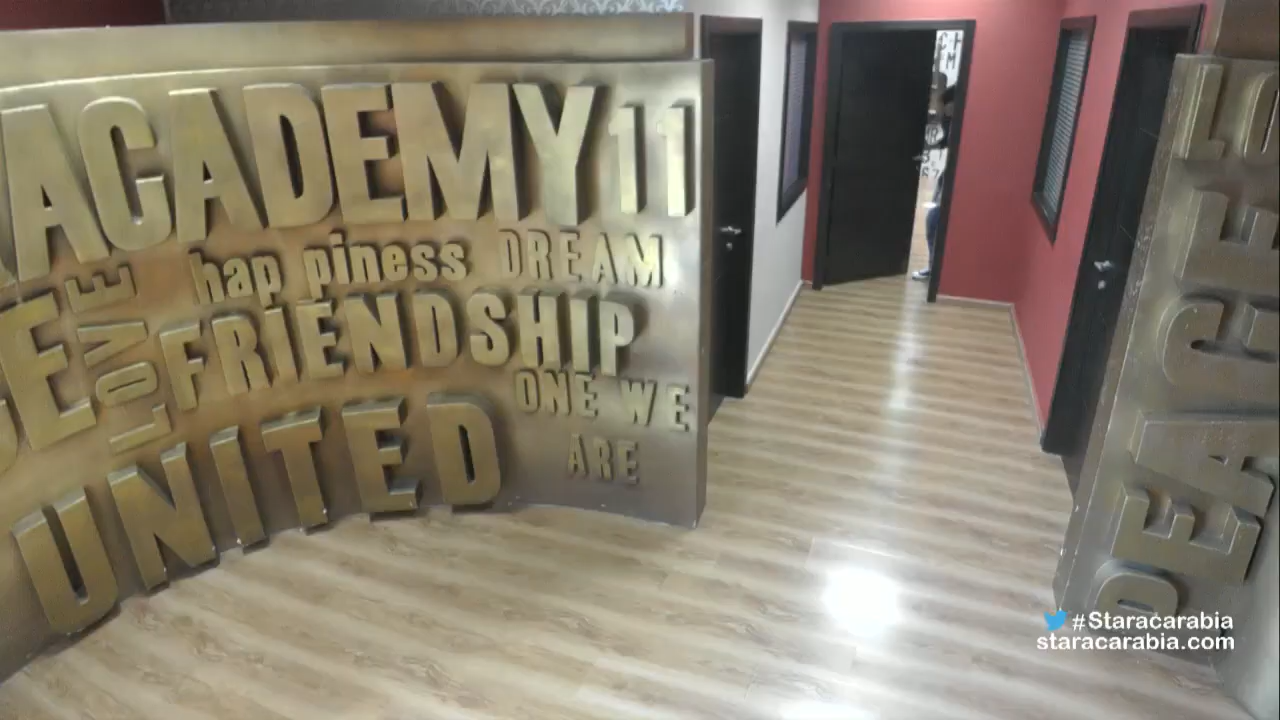 ACADEMY 11
LOVE
hap piness DREAM
FRIENDSHIP
ONE WE
ARE
UNITED
PEACE
#Staracarabia
staracarabia.com